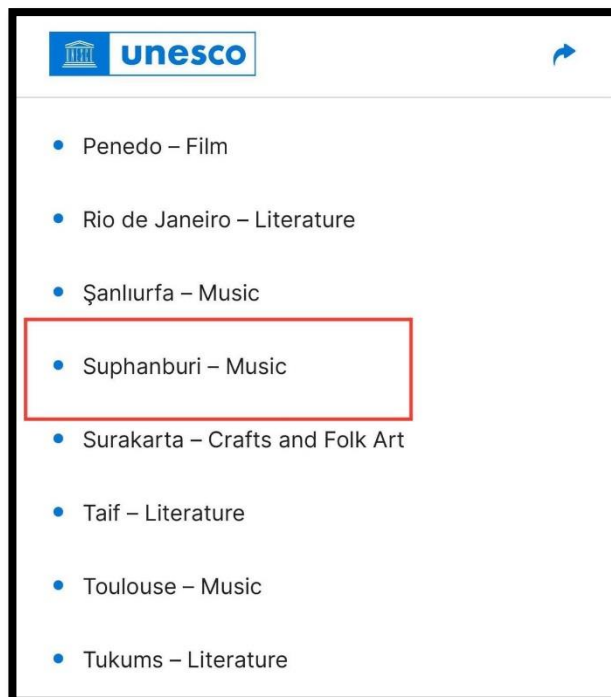 unesco
Penedo – Film
Rio de Janeiro – Literature
Şanlıurfa – Music
Suphanburi – Music
Surakarta – Crafts and Folk Art
Taif – Literature
Toulouse – Music
Tukums – Literature